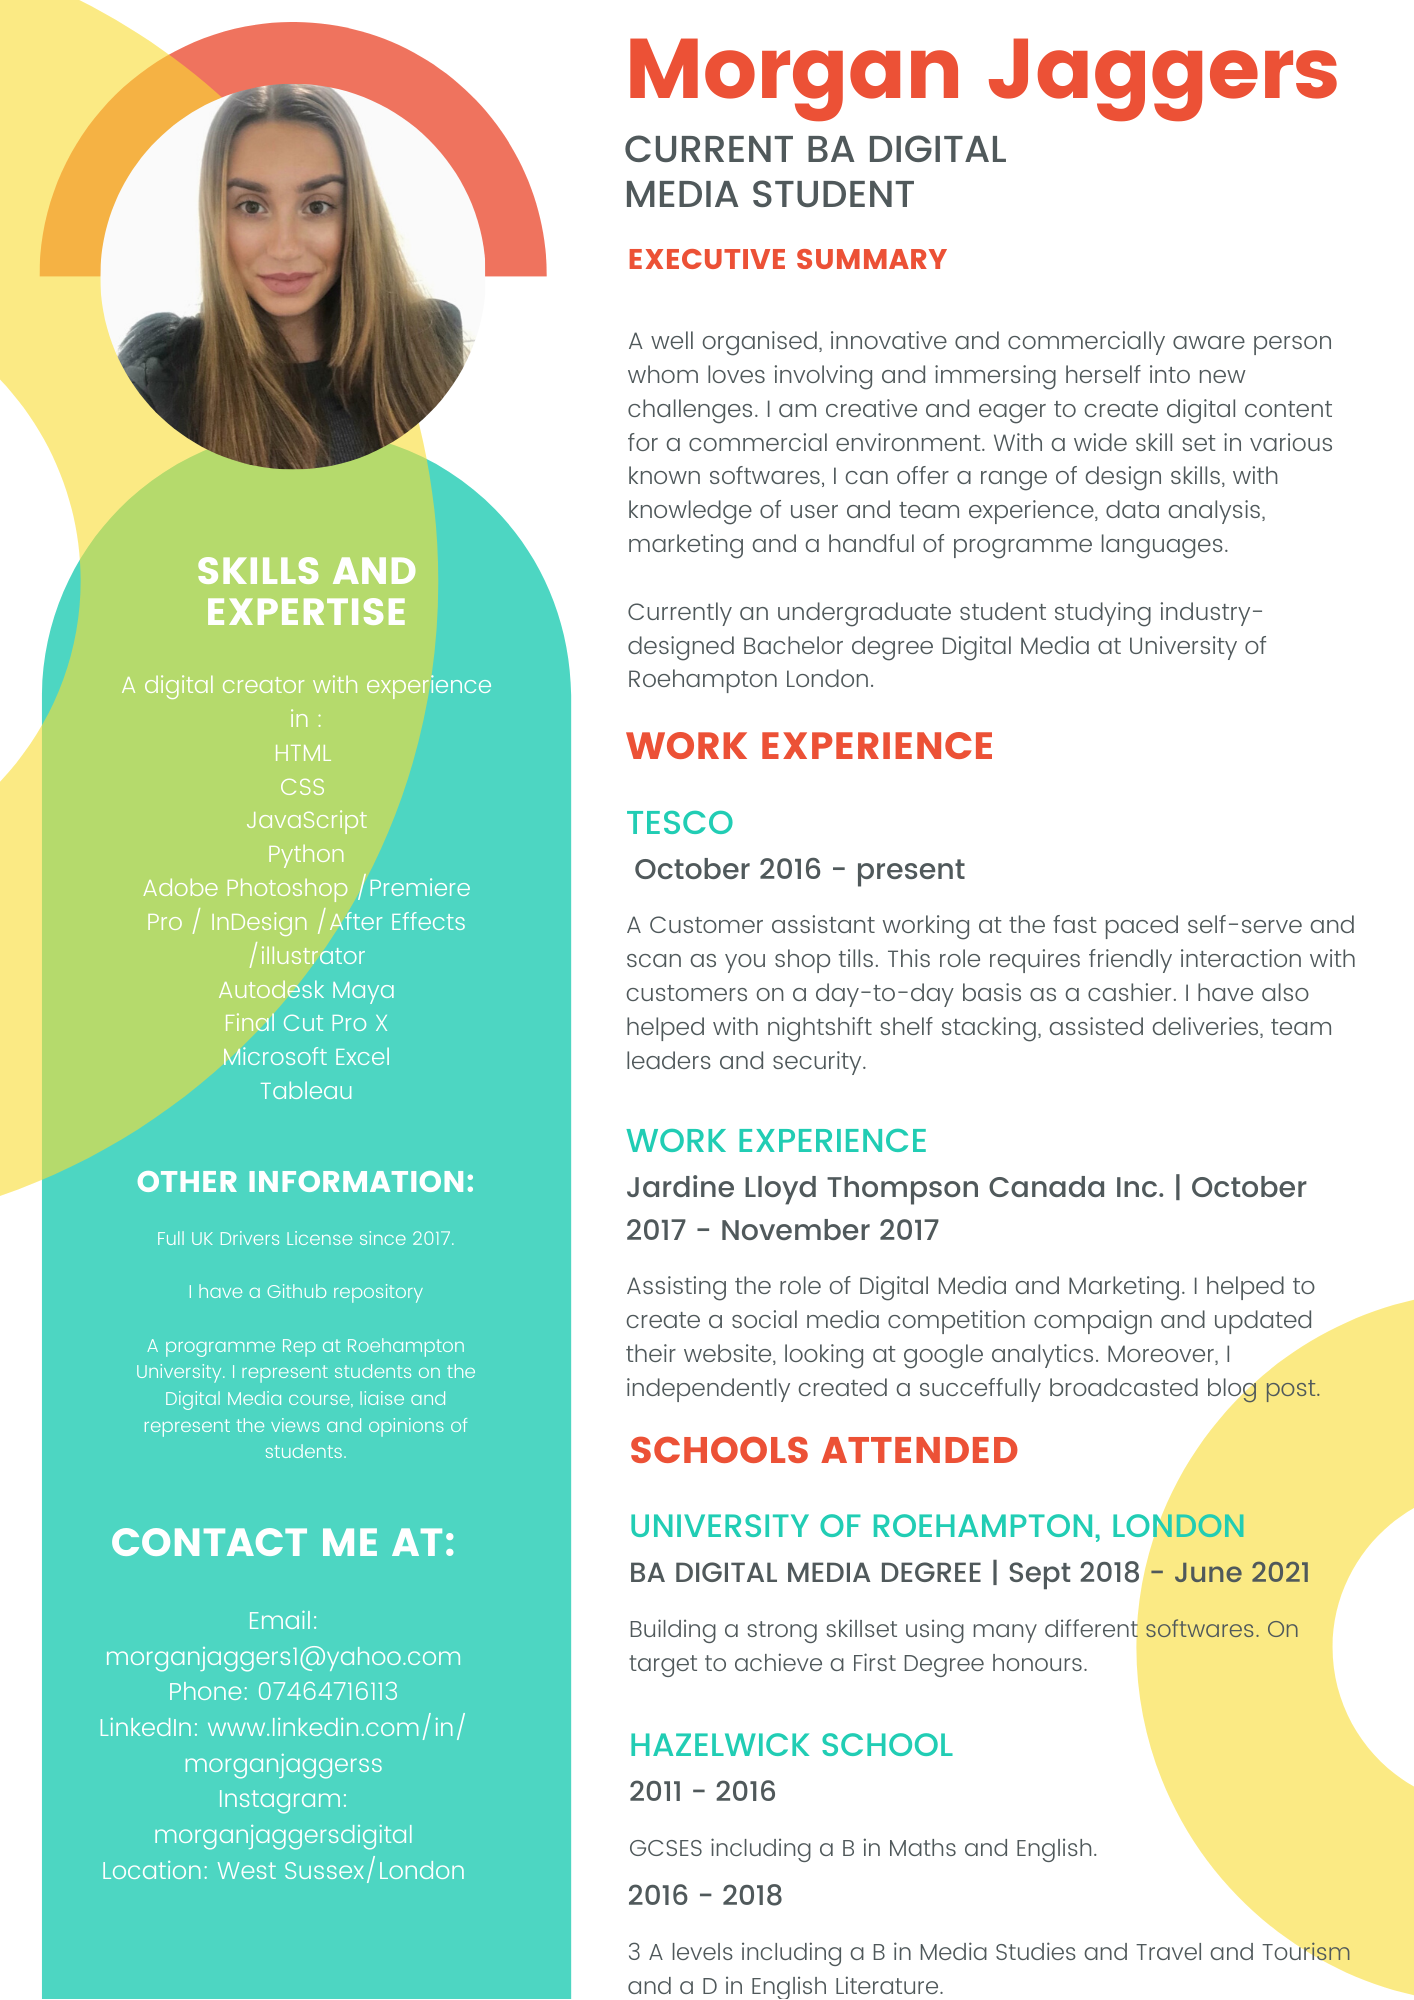 Morgan Jaggers
CURRENT BA DIGITAL
MEDIA STUDENT
EXECUTIVE SUMMARY
A well organised, innovative and commercially aware person
whom loves involving and immersing herself into new
challenges. I am creative and eager to create digital content
for a commercial environment. With a wide skill set in various
known softwares, I can offer a range of design skills, with
knowledge of user and team experience, data analysis,
marketing and a handful of programme languages.
Currently an undergraduate student studying industry-
designed Bachelor degree Digital Media at University of
Roehampton London.
WORK EXPERIENCE
TESCO
October 2016 - present
A Customer assistant working at the fast paced self-serve and
scan as you shop tills. This role requires friendly interaction with
customers on a day-to-day basis as a cashier. I have also
helped with nightshift shelf stacking, assisted deliveries, team
leaders and security.
WORK EXPERIENCE
Jardine Lloyd Thompson Canada Inc. | October
2017 - November 2017
Assisting the role of Digital Media and Marketing. I helped to
create a social media competition compaign and updated
their website, looking at google analytics. Moreover, I
independently created a succeffully broadcasted blog post.
SCHOOLS ATTENDED
UNIVERSITY OF ROEHAMPTON, LONDON
BA DIGITAL MEDIA DEGREE | Sept 2018 - June 2021
Building a strong skillset using many different softwares. On
target to achieve a First Degree honours.
HAZELWICK SCHOOL
2011 - 2016
GCSES including a B in Maths and English.
2016 - 2018
3 A levels including a B in Media Studies and Travel and Tourism
and a D in English Literature.
SKILLS AND
EXPERTISE
A digital creator with experience
in :
HTML
CSS
JavaScript
Python
Adobe Photoshop /Premiere
Pro / InDesign /After Effects
/illustrator
Autodesk Maya
Final Cut Pro X
Microsoft Excel
Tableau
OTHER INFORMATION:
Full UK Drivers License since 2017.
I have a Github repository
A programme Rep at Roehampton
University. I represent students on the
Digital Media course, liaise and
represent the views and opinions of
students.
CONTACT ME AT:
Email:
morganjaggers1@yahoo.com
Phone: 07464716113
LinkedIn: www.linkedin.com/in/
morganjaggerss
Instagram:
morganjaggersdigital
Location: West Sussex/London